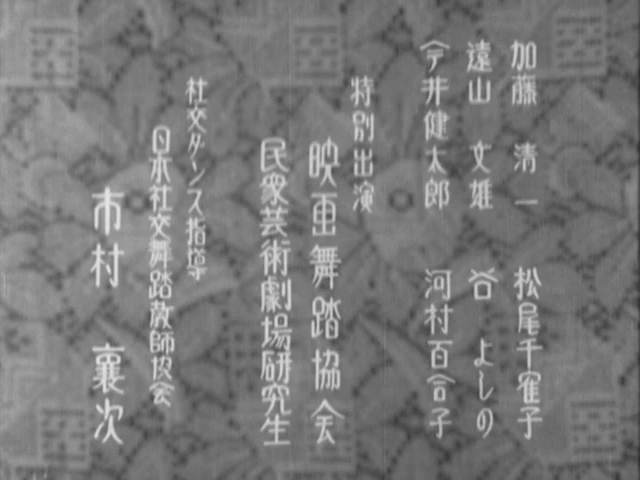 加藤 清一 松尾千寉子
遠山 文雄 谷 よしの
今井健太郎 河村百合子
特別出演
映画舞踏協会
民衆芸術劇場研究生
社交ダンス指導
日本社交舞踏教師協会
市村 襄次